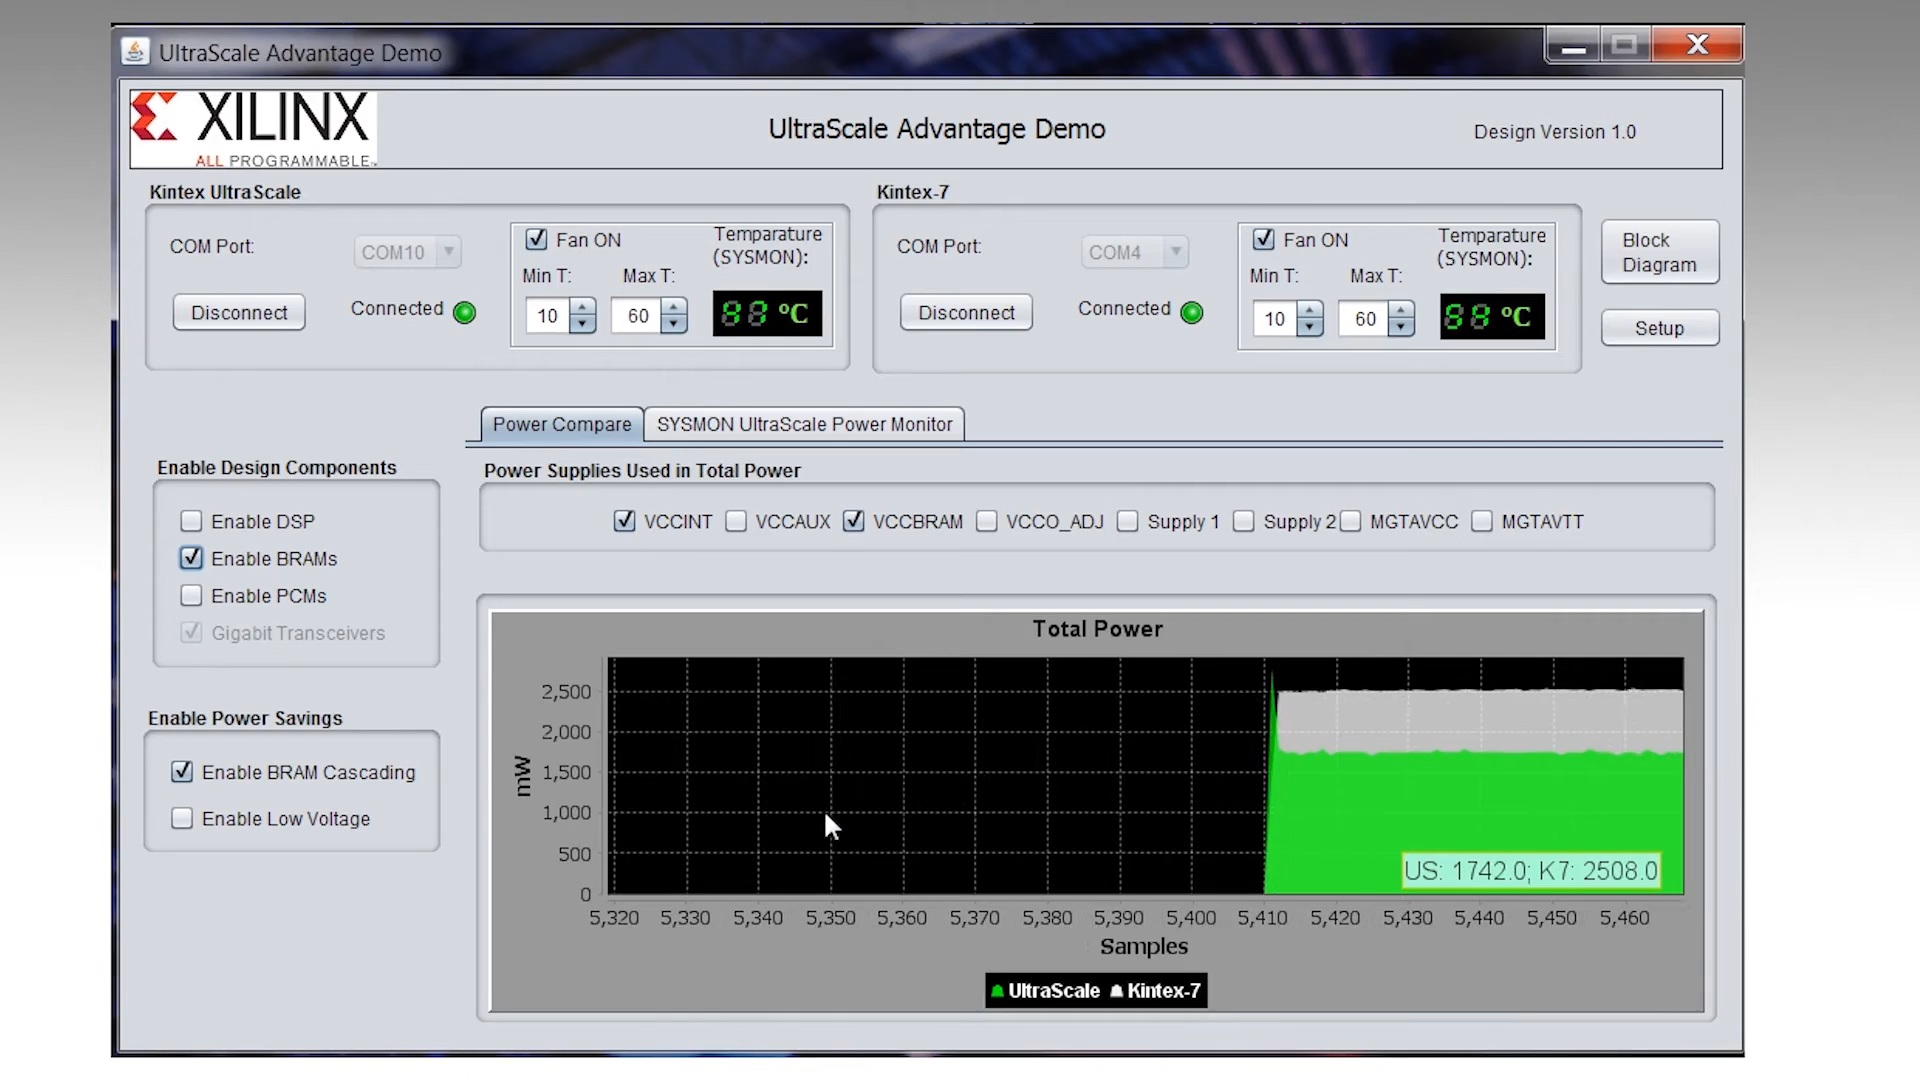 UltraScale Advantage Demo
XILINX
ALL PROGRAMMABLE™
UltraScale Advantage Demo
Design Version 1.0
Kintex UltraScale
COM Port:
COM10
Disconnect
Connected
Fan ON
Min T:
Max T:
10
60
Temparature
(SYSMON):
°C
Kintex-7
COM Port:
COM4
Disconnect
Connected
Fan ON
Min T:
Max T:
10
60
Temparature
(SYSMON):
°C
Block
Diagram
Setup
Power Compare
SYSMON UltraScale Power Monitor
Enable Design Components
Enable DSP
Enable BRAMs
Enable PCMs
Gigabit Transceivers
Enable Power Savings
Enable BRAM Cascading
Enable Low Voltage
Power Supplies Used in Total Power
VCCINT VCCAUX VCCBRAM VCCO_ADJ Supply 1 Supply 2 MGTAVCC MGTAVTT
Total Power
mW
2,500
2,000
1,500
1,000
500
0
US: 1742.0; K7: 2508.0
5,320 5,330 5,340 5,350 5,360 5,370 5,380 5,390 5,400 5,410 5,420 5,430 5,440 5,450 5,460
Samples
UltraScale Kintex-7